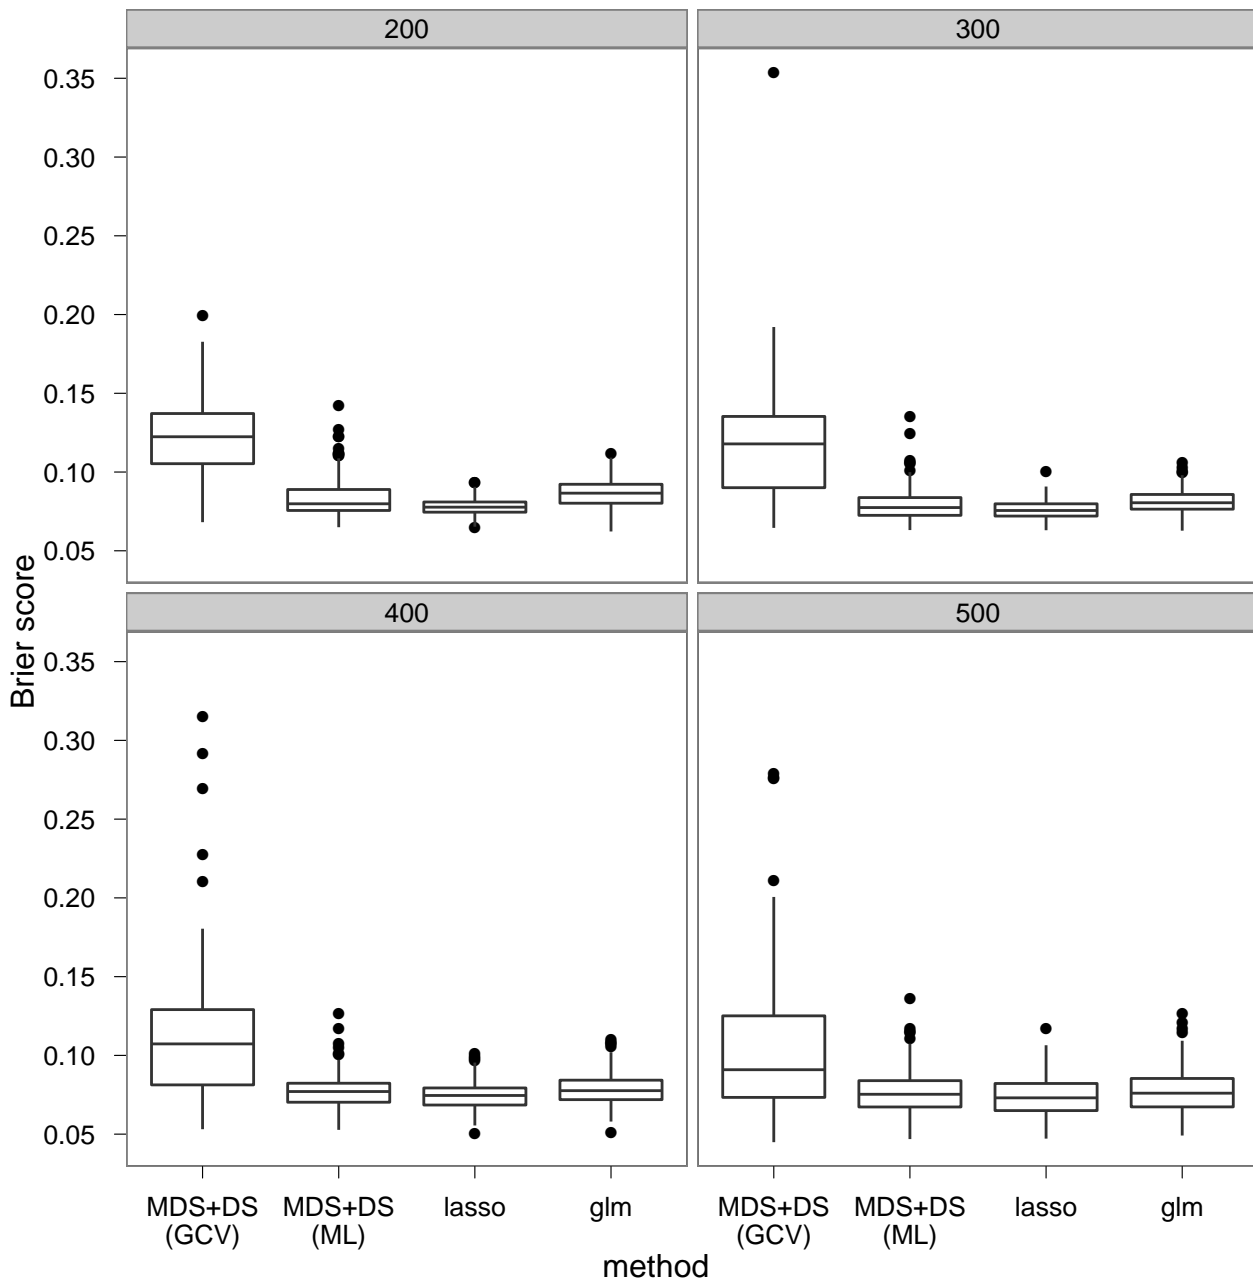 200
300
0.35
0.30
0.25
0.20
0.15
0.10
0.05
400
500
0.35
0.30
0.25
0.20
0.15
0.10
0.05
Brier score
MDS+DS
(GCV)
MDS+DS
(ML)
lasso
glm
MDS+DS
(GCV)
MDS+DS
(ML)
lasso
glm
method